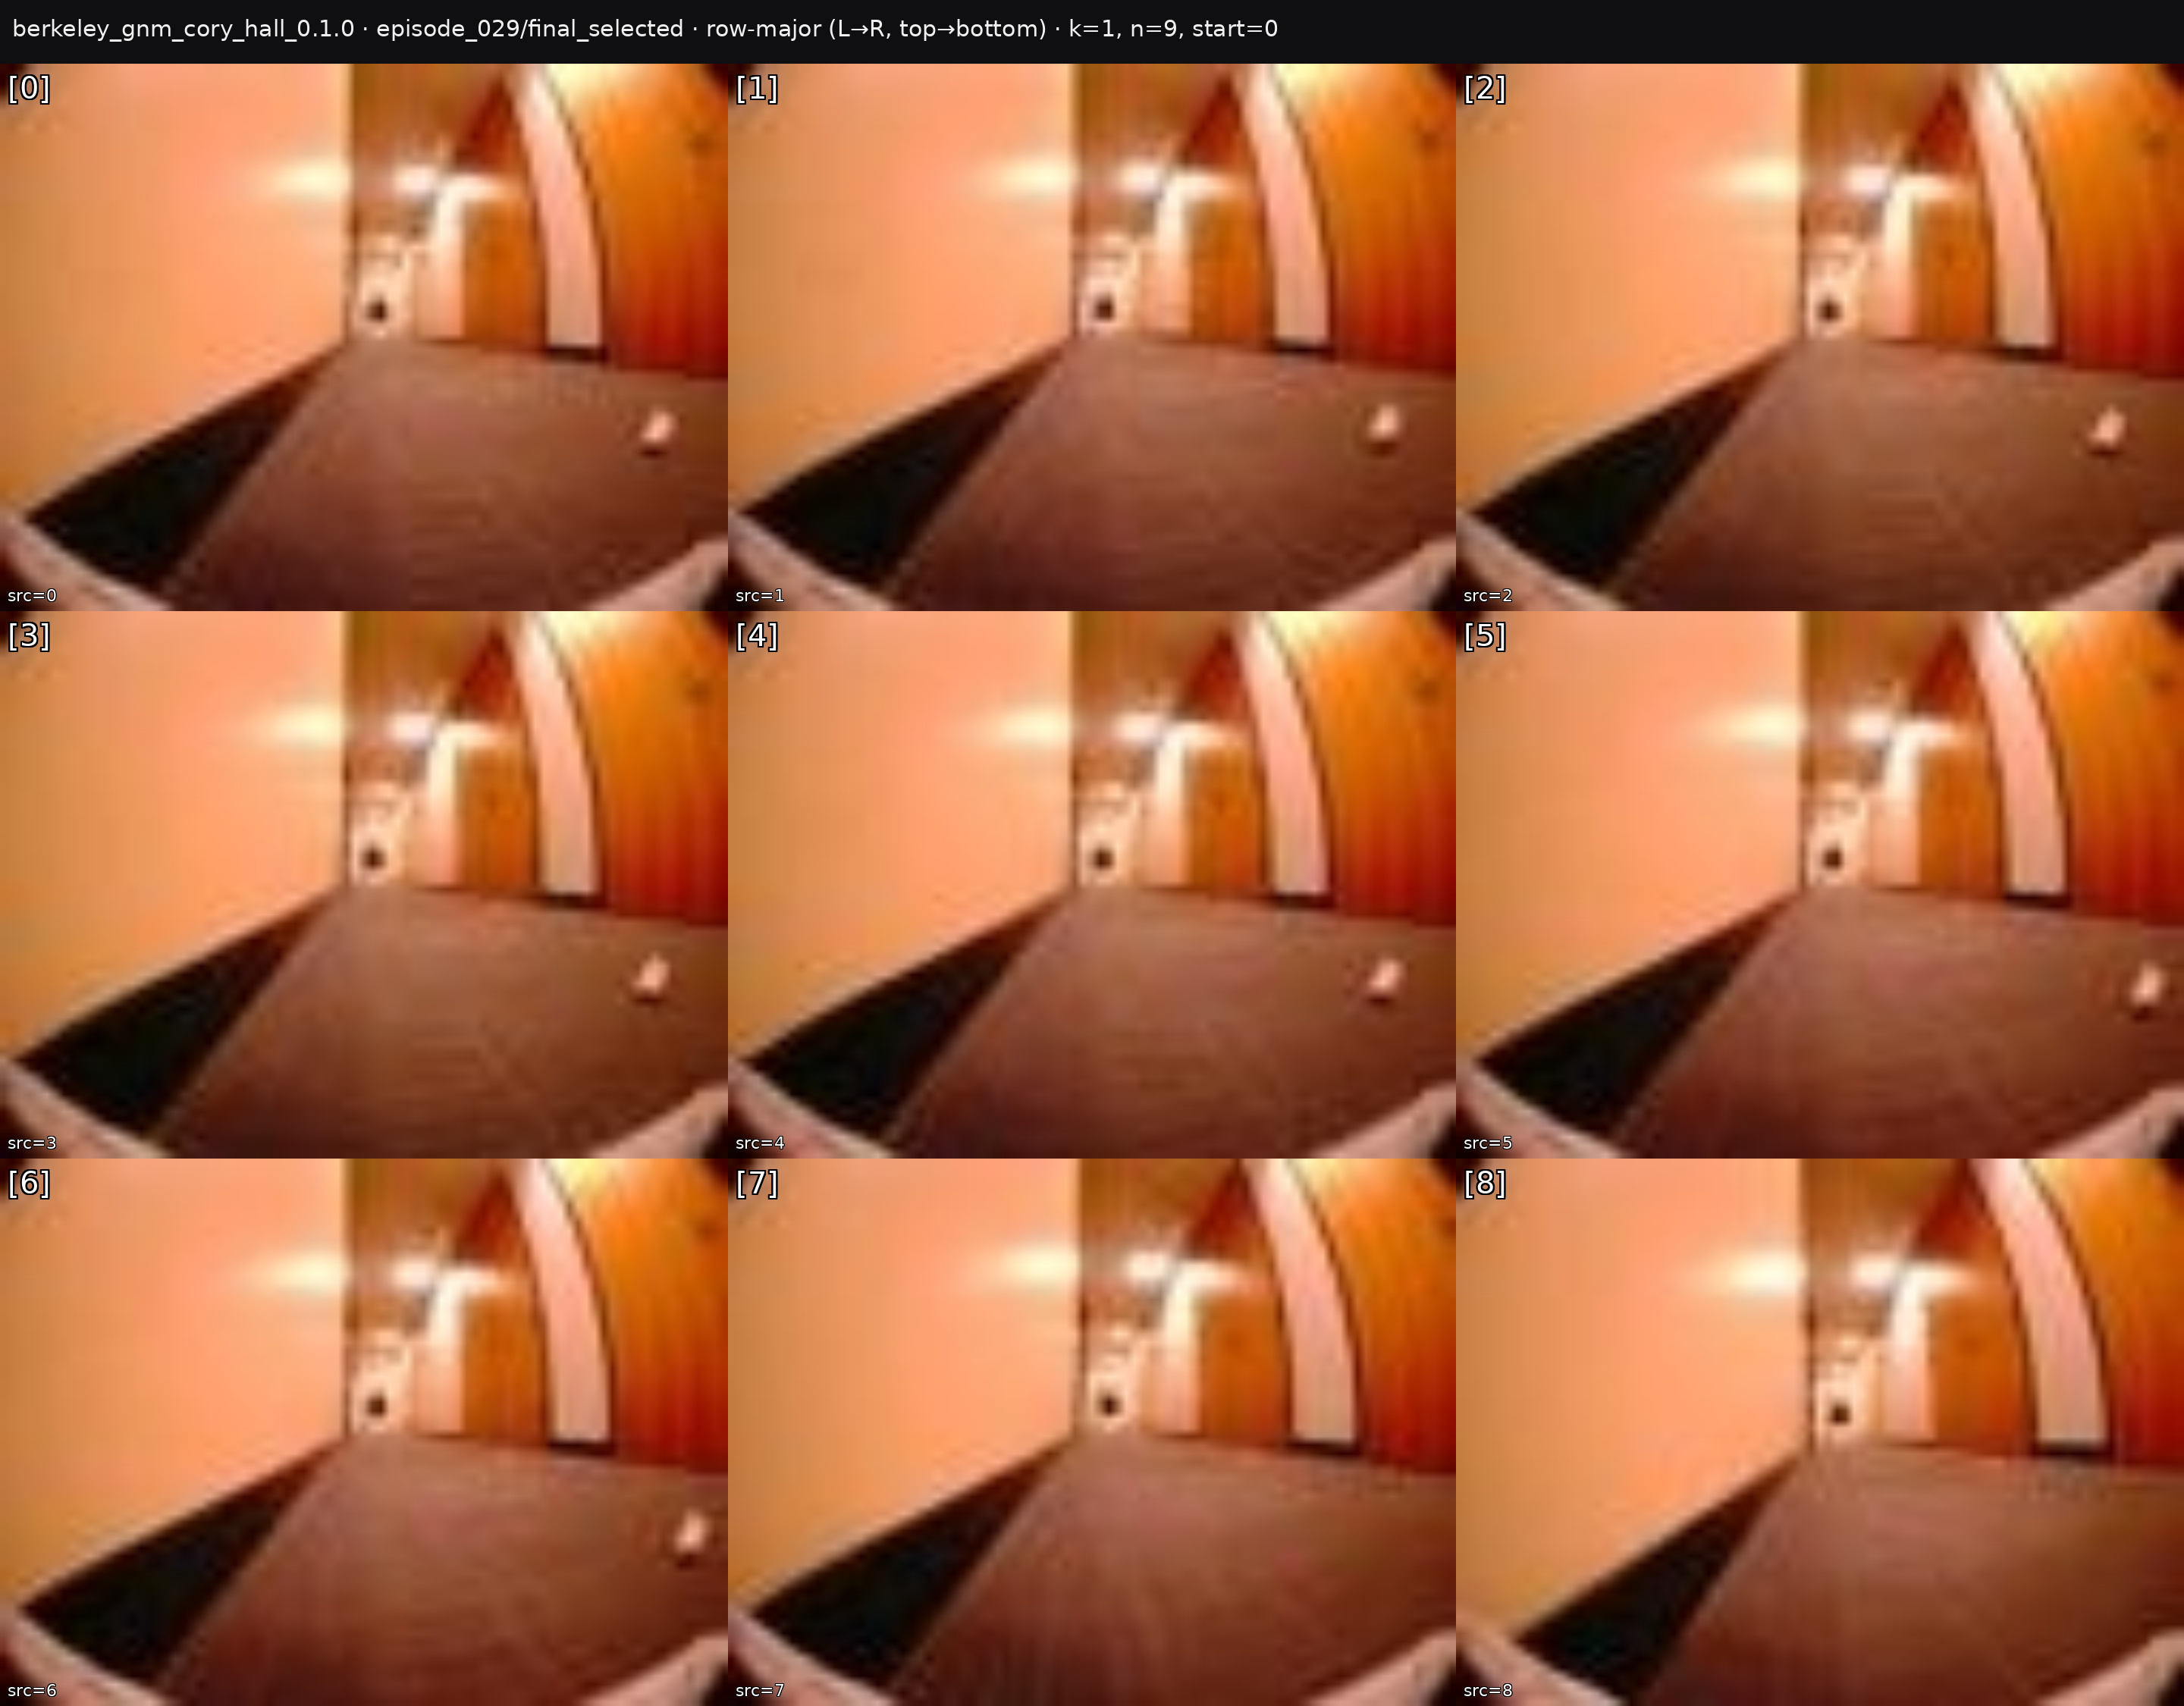 berkeley_gnm_cory_hall_0.1.0 · episode_029/final_selected · row-major (L→R, top→bottom) · k=1, n=9, start=0
[0]
[1]
[2]
src=0
src=1
src=2
[3]
[4]
[5]
src=3
src=4
src=5
[6]
[7]
[8]
src=6
src=7
src=8